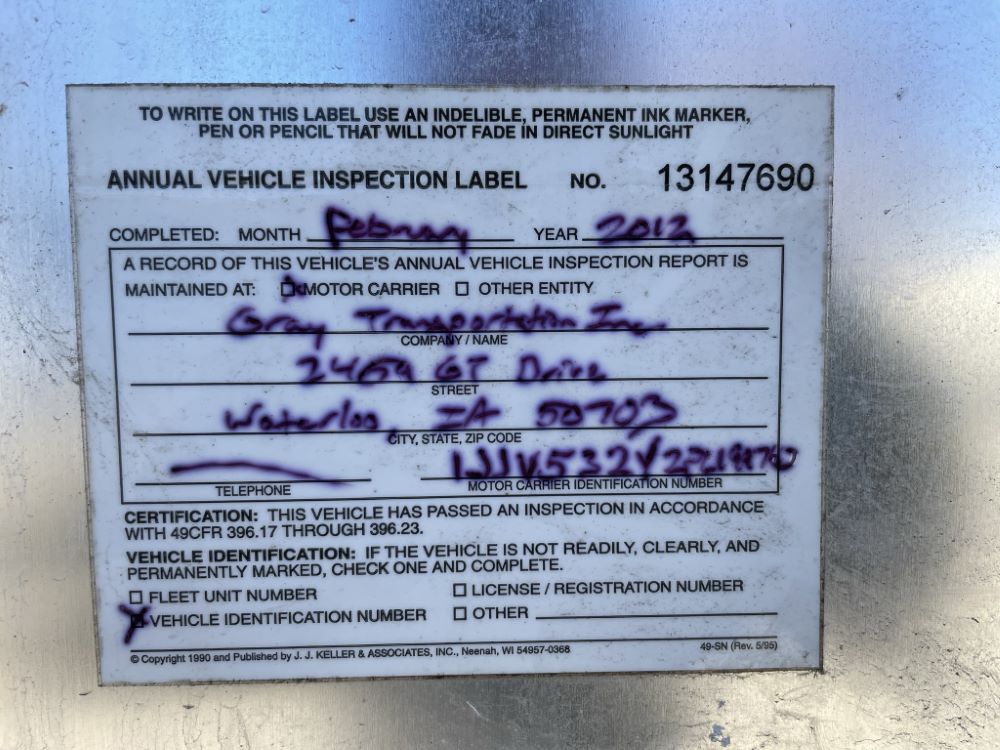 TO WRITE ON THIS LABEL USE AN INDELIBLE, PERMANENT INK MARKER,
PEN OR PENCIL THAT WILL NOT FADE IN DIRECT SUNLIGHT
ANNUAL VEHICLE INSPECTION LABEL NO. 13147690
COMPLETED: MONTH February YEAR 2012
A RECORD OF THIS VEHICLE'S ANNUAL VEHICLE INSPECTION REPORT IS
MAINTAINED AT: MOTOR CARRIER OTHER ENTITY
Gray Transportation Inc.
COMPANY / NAME
2459 GT Drive
STREET
Waterloo, IA 50703
CITY, STATE, ZIP CODE
TELEPHONE MOTOR CARRIER IDENTIFICATION NUMBER
CERTIFICATION: THIS VEHICLE HAS PASSED AN INSPECTION IN ACCORDANCE
WITH 49CFR 396.17 THROUGH 396.23.
VEHICLE IDENTIFICATION: IF THE VEHICLE IS NOT READILY, CLEARLY, AND
PERMANENTLY MARKED, CHECK ONE AND COMPLETE.
FLEET UNIT NUMBER LICENSE / REGISTRATION NUMBER
VEHICLE IDENTIFICATION NUMBER OTHER
© Copyright 1990 and Published by J. J. KELLER & ASSOCIATES, INC., Neenah, WI 54957-0368 49-SN (Rev. 5/95)